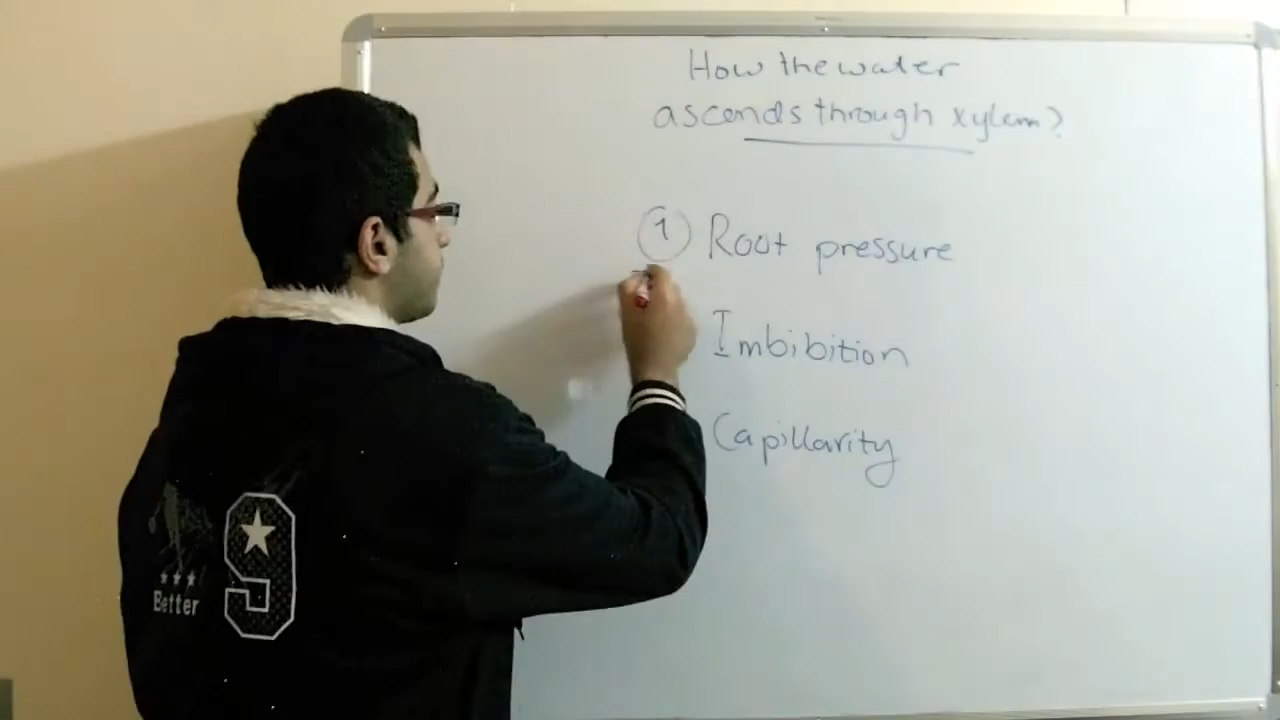 How the water
ascends through xylem?
1 Root pressure
Imbibition
Capillarity
9
Better